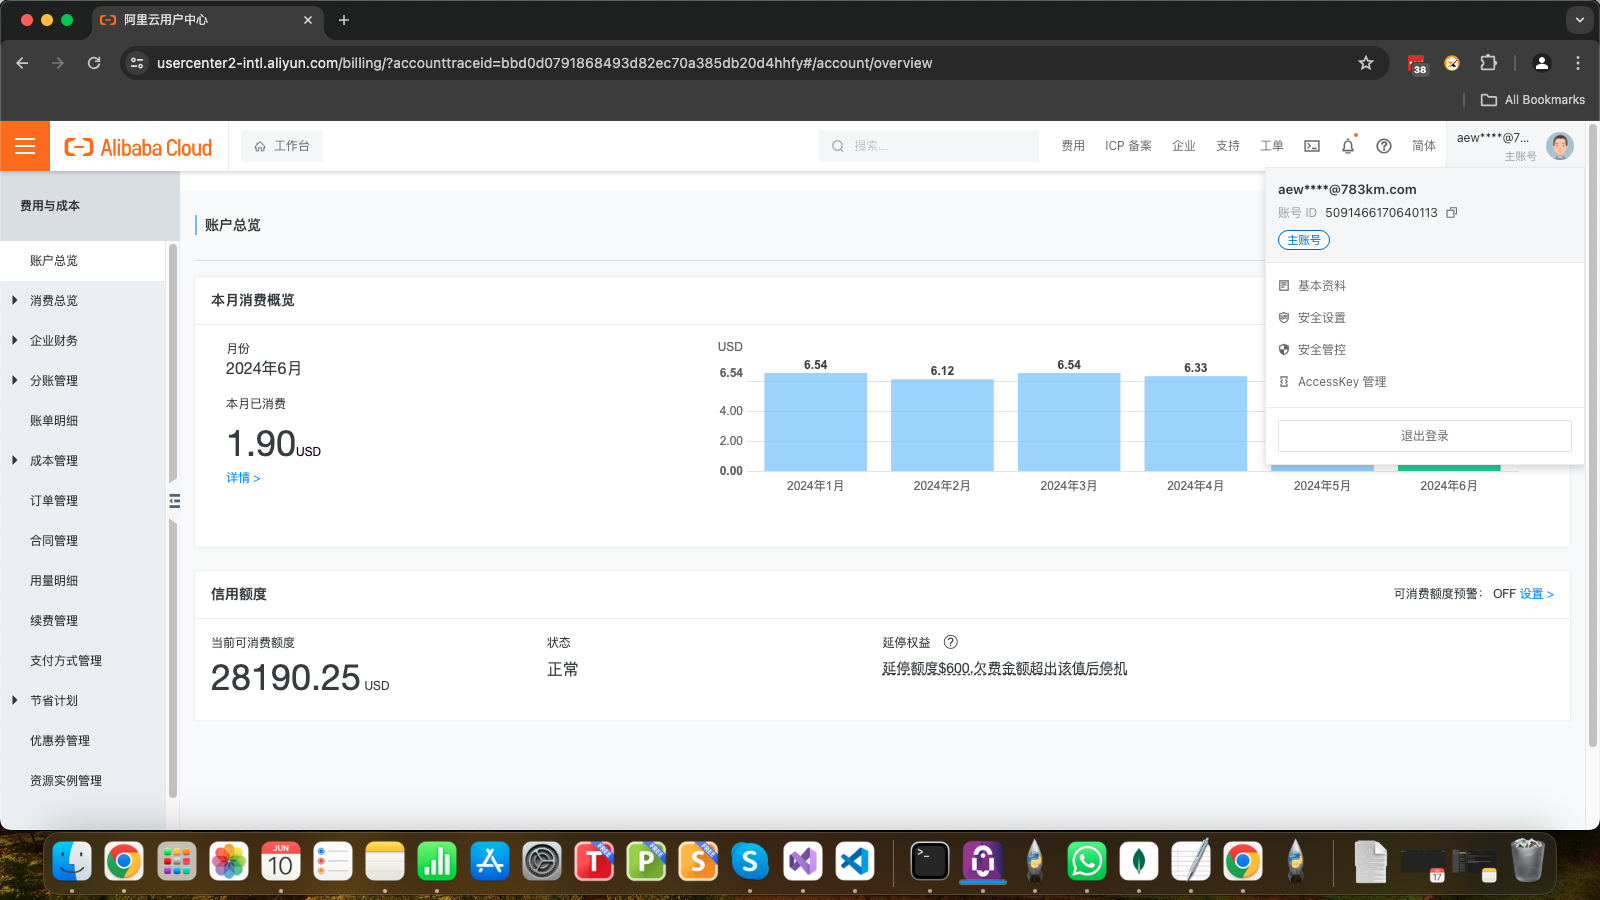 阿里云用户中心
usercenter2-intl.aliyun.com/billing/?accounttraceid=bbd0d0791868493d82ec70a385db20d4hhfy#/account/overview
38
All Bookmarks
Alibaba Cloud
工作台
搜索...
费用
ICP 备案
企业
支持
工单
简体
aew****@7...
主账号
费用与成本
账户总览
消费总览
企业财务
分账管理
账单明细
成本管理
订单管理
合同管理
用量明细
续费管理
支付方式管理
节省计划
优惠券管理
资源实例管理
账户总览
本月消费概览
月份
2024年6月
本月已消费
1.90USD
详情 >
USD
6.54
4.00
2.00
0.00
6.54
6.12
6.54
6.33
2024年1月
2024年2月
2024年3月
2024年4月
2024年5月
2024年6月
aew****@783km.com
账号 ID 5091466170640113
主账号
基本资料
安全设置
安全管控
AccessKey 管理
退出登录
信用额度
可消费额度预警: OFF 设置 >
当前可消费额度
28190.25 USD
状态
正常
延停权益
延停额度$600,欠费金额超出该值后停机
JUN
10
T
FREE
P
FREE
S
FREE
S
17